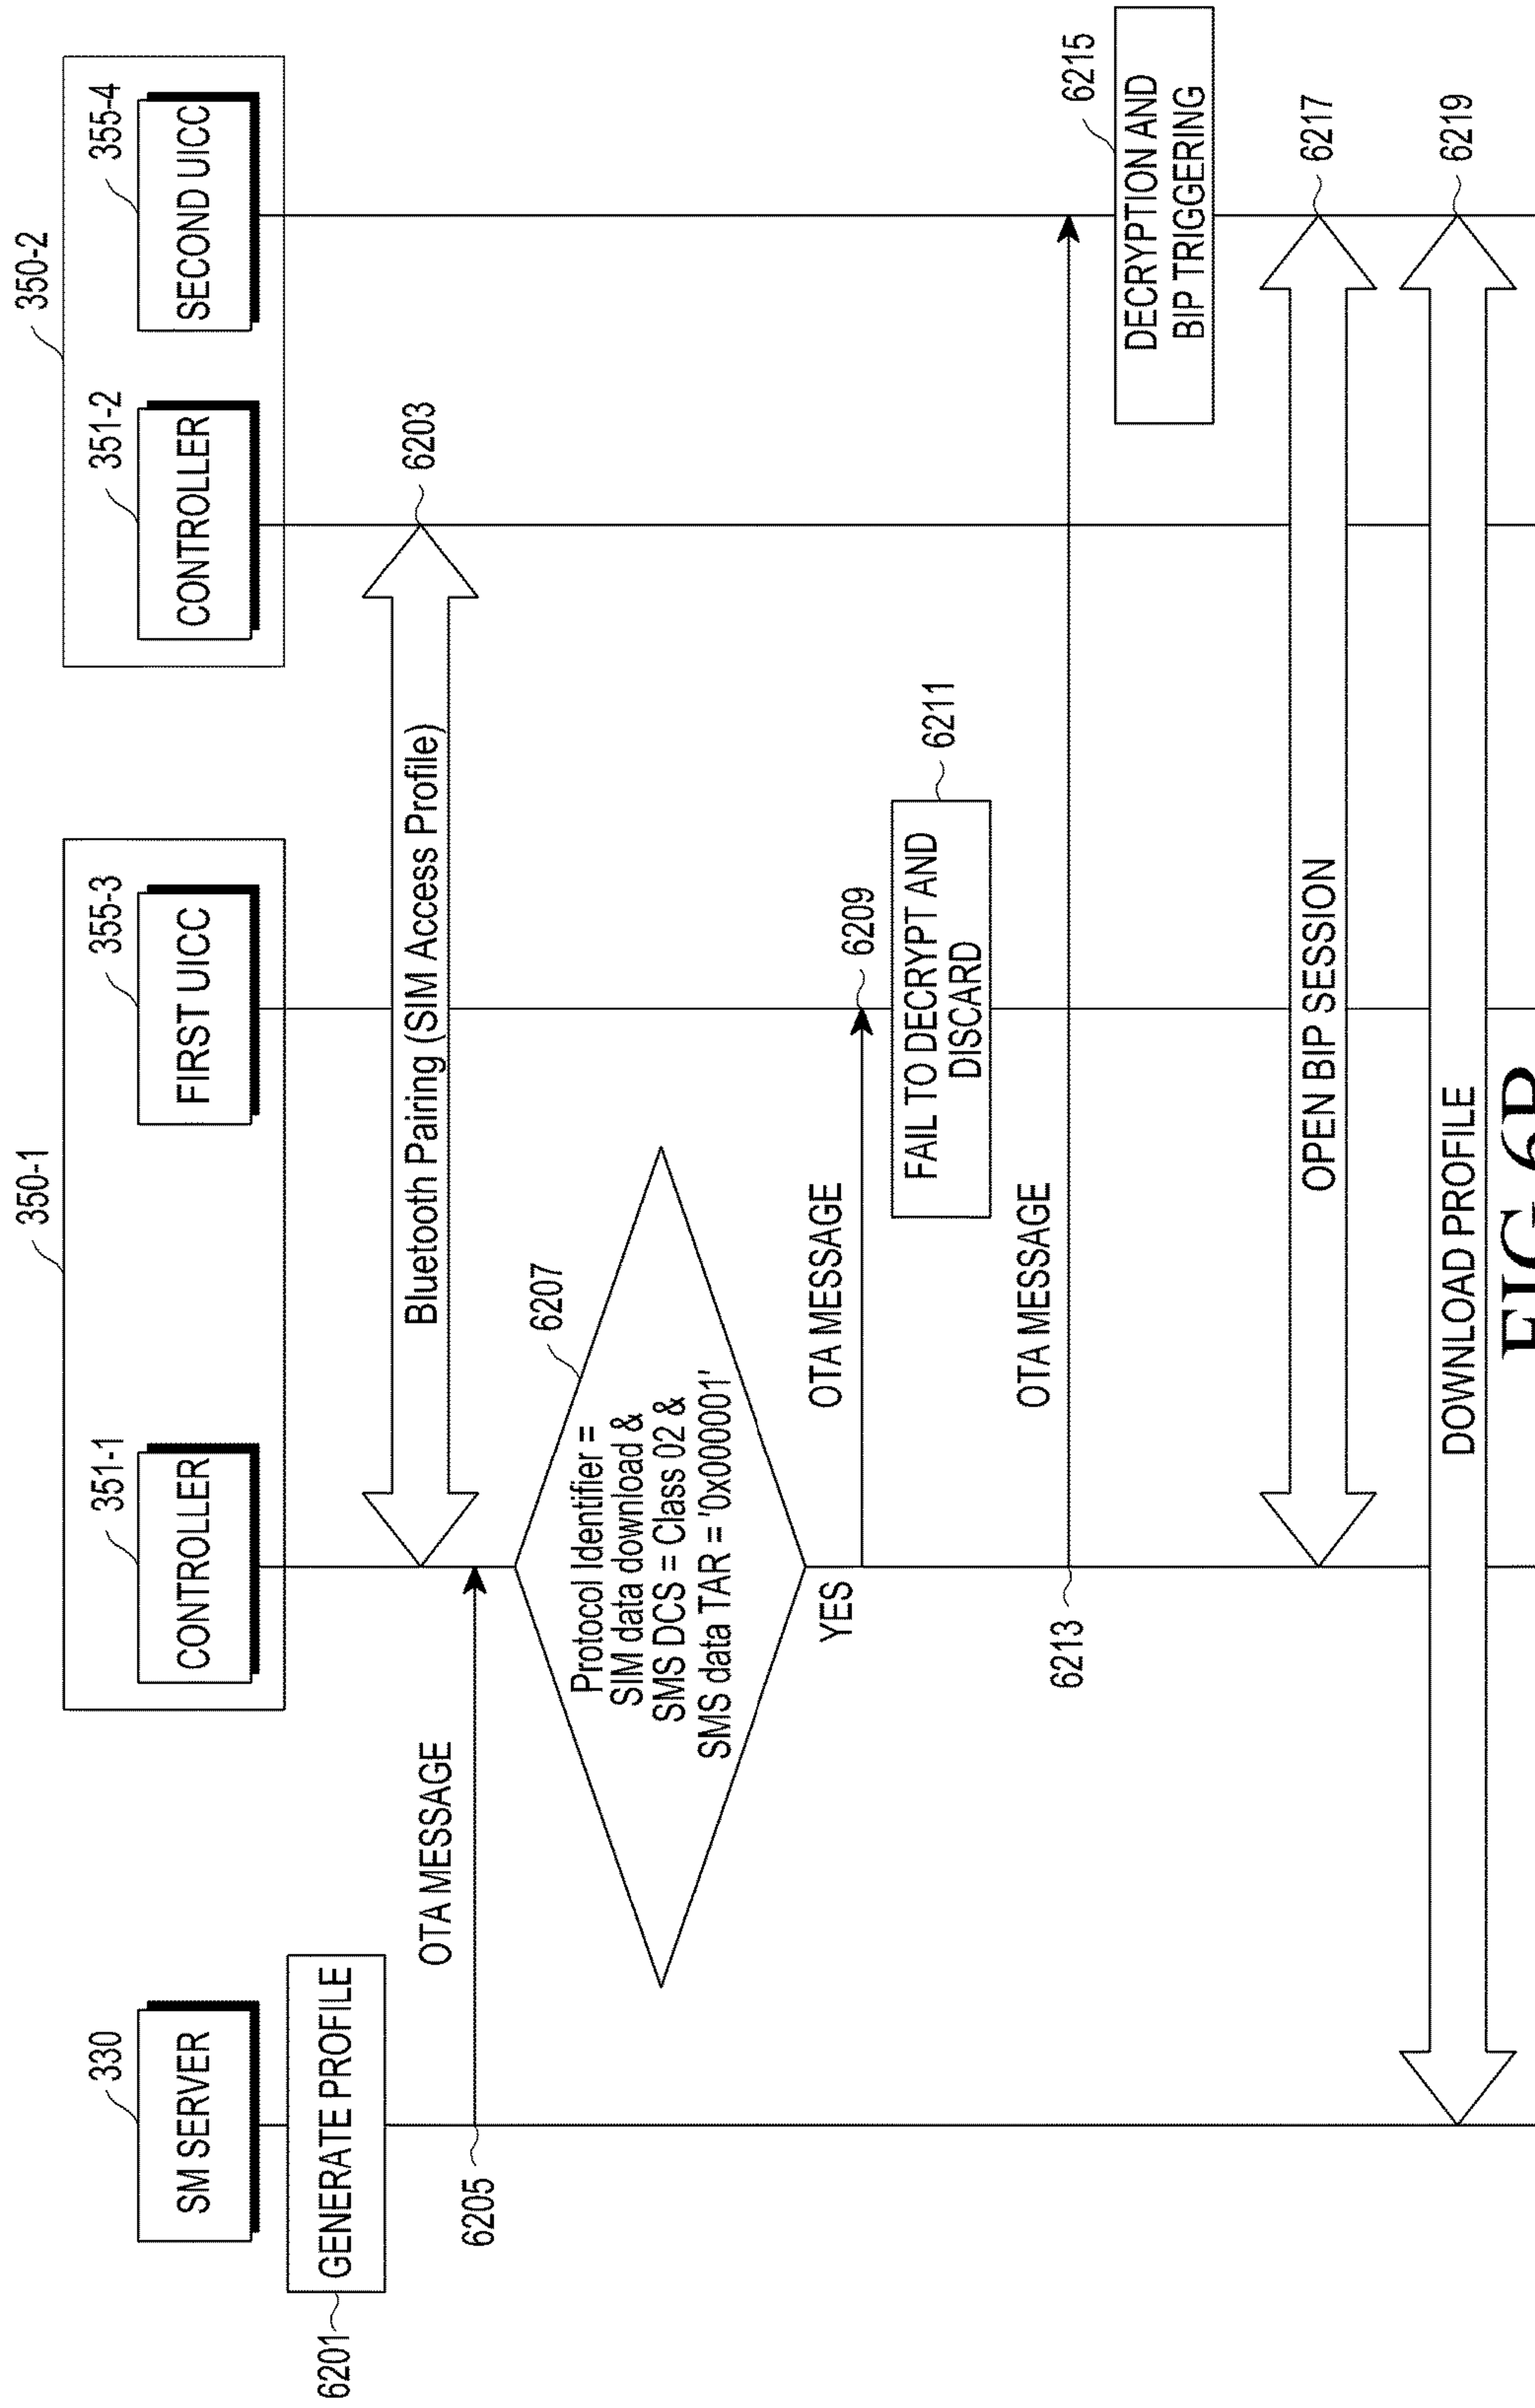 350-1
350-2
330
351-1
355-3
351-2
355-4
SM SERVER
CONTROLLER
FIRST UICC
CONTROLLER
SECOND UICC
6201
GENERATE PROFILE
Bluetooth Pairing (SIM Access Profile)
6203
OTA MESSAGE
6205
6207
Protocol Identifier =
SIM data download &
SMS DCS = Class 02 &
SMS data TAR = '0x000001'
YES
OTA MESSAGE
6209
FAIL TO DECRYPT AND
DISCARD
6211
OTA MESSAGE
6213
6215
DECRYPTION AND
BIP TRIGGERING
OPEN BIP SESSION
6217
DOWNLOAD PROFILE
6219